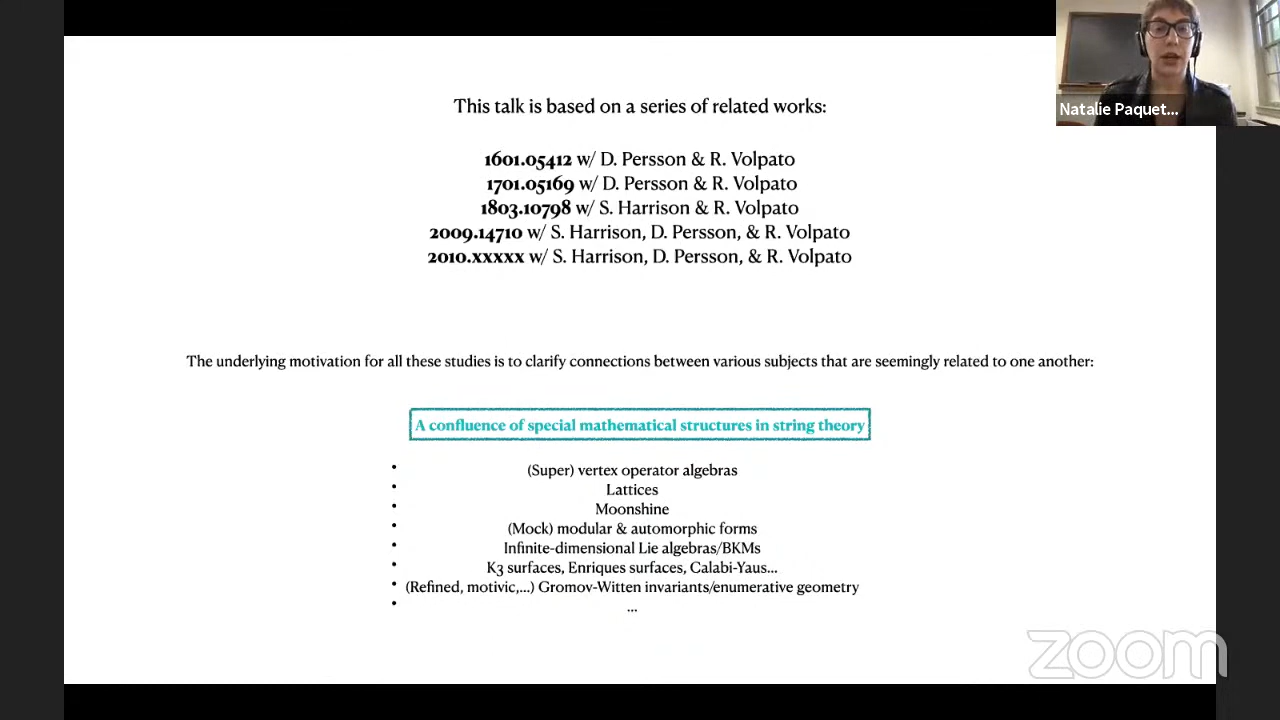 This talk is based on a series of related works:
1601.05412 w/ D. Persson & R. Volpato
1701.05169 w/ D. Persson & R. Volpato
1803.10798 w/ S. Harrison & R. Volpato
2009.14710 w/ S. Harrison, D. Persson, & R. Volpato
2010.xxxxx w/ S. Harrison, D. Persson, & R. Volpato
Natalie Paquet...
The underlying motivation for all these studies is to clarify connections between various subjects that are seemingly related to one another:
A confluence of special mathematical structures in string theory
• (Super) vertex operator algebras
• Lattices
• Moonshine
• (Mock) modular & automorphic forms
• Infinite-dimensional Lie algebras/BKMs
• K3 surfaces, Enriques surfaces, Calabi-Yaus...
• (Refined, motivic,...) Gromov-Witten invariants/enumerative geometry
• ...
zoom